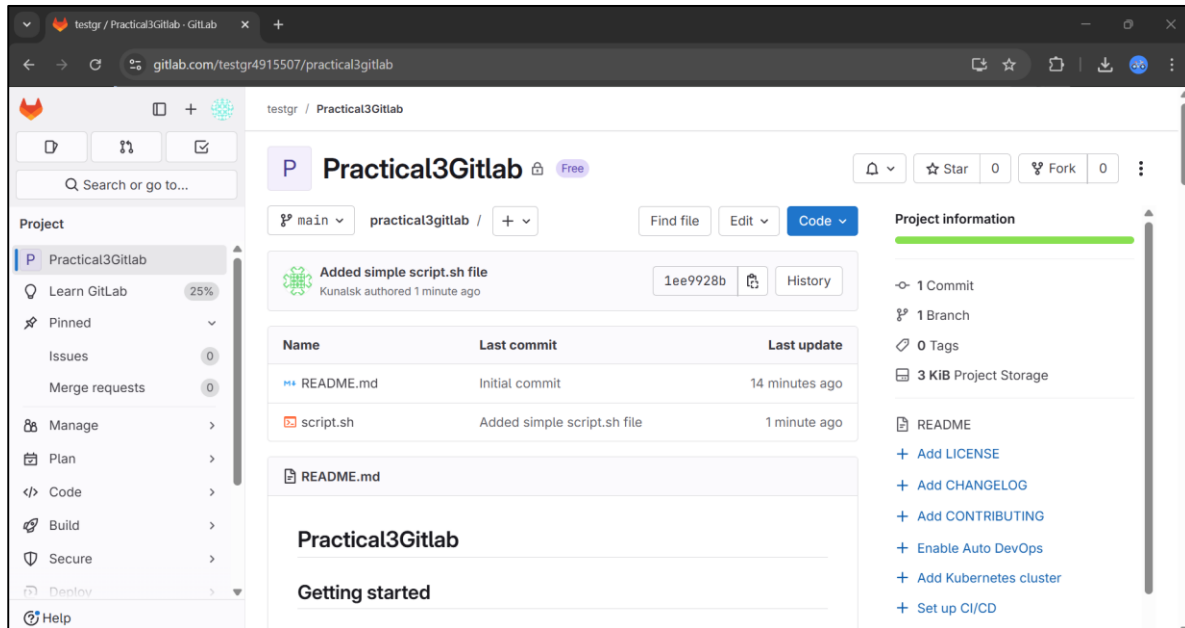 testgr / Practical3Gitlab · GitLab
gitlab.com/testgr4915507/practical3gitlab
testgr / Practical3Gitlab
Search or go to...
P Practical3Gitlab Free
Star 0 Fork 0
Project
P Practical3Gitlab
Learn GitLab 25%
Pinned
Issues 0
Merge requests 0
Manage
Plan
Code
Build
Secure
Deploy
Help
main practical3gitlab / + Find file Edit Code
Added simple script.sh file
Kunalsk authored 1 minute ago
1ee9928b History
Name Last commit Last update
README.md Initial commit 14 minutes ago
script.sh Added simple script.sh file 1 minute ago
README.md
Practical3Gitlab
Getting started
Project information
1 Commit
1 Branch
0 Tags
3 KiB Project Storage
README
+ Add LICENSE
+ Add CHANGELOG
+ Add CONTRIBUTING
+ Enable Auto DevOps
+ Add Kubernetes cluster
+ Set up CI/CD